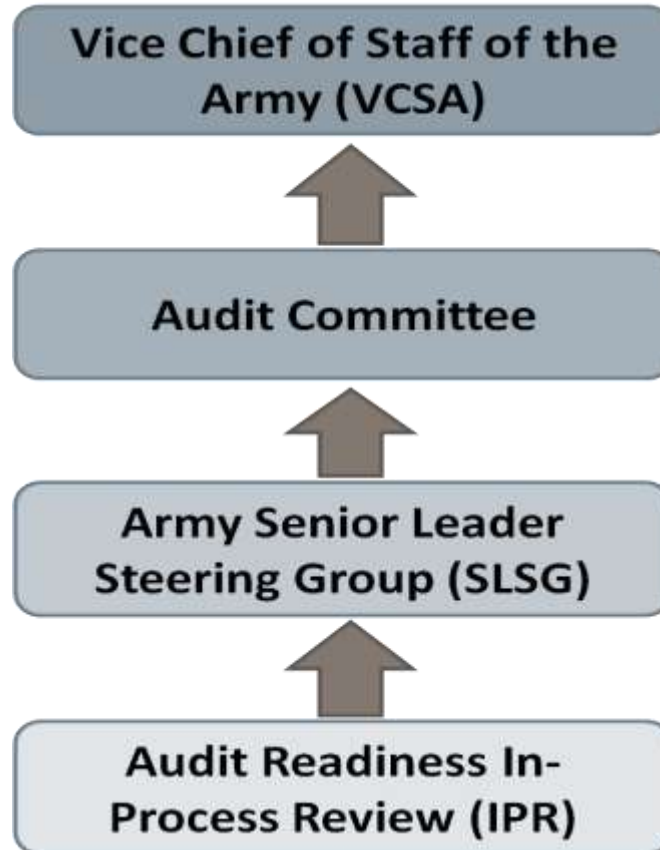 Vice Chief of Staff of the
Army (VCSA)
Audit Committee
Army Senior Leader
Steering Group (SLSG)
Audit Readiness In-
Process Review (IPR)